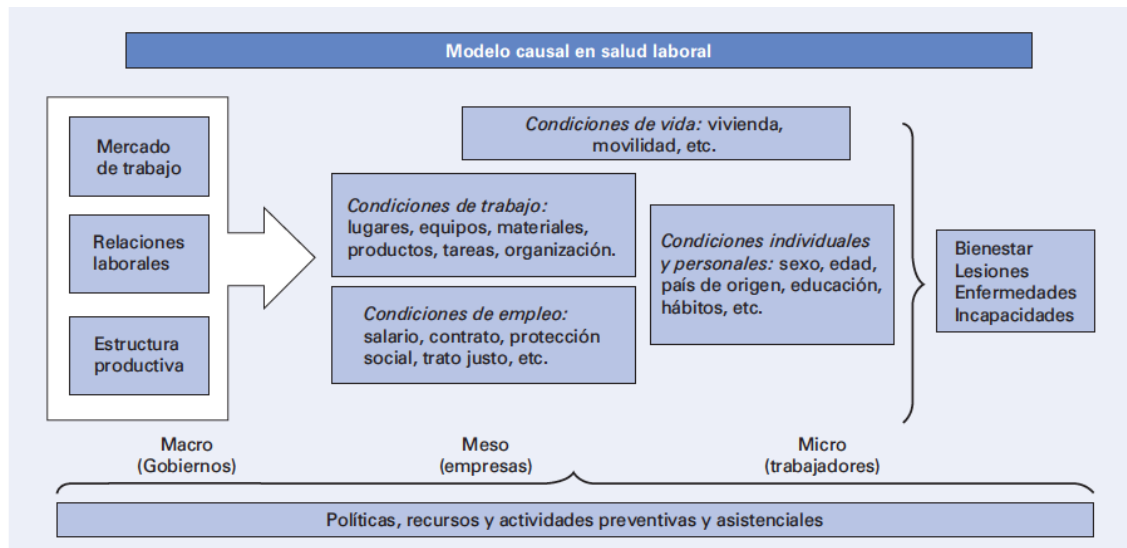 Modelo causal en salud laboral
Mercado
de trabajo
Relaciones
laborales
Estructura
productiva
Condiciones de vida: vivienda,
movilidad, etc.
Condiciones de trabajo:
lugares, equipos, materiales,
productos, tareas, organización.
Condiciones de empleo:
salario, contrato, protección
social, trato justo, etc.
Condiciones individuales
y personales: sexo, edad,
país de origen, educación,
hábitos, etc.
Bienestar
Lesiones
Enfermedades
Incapacidades
Macro
(Gobiernos)
Meso
(empresas)
Micro
(trabajadores)
Políticas, recursos y actividades preventivas y asistenciales